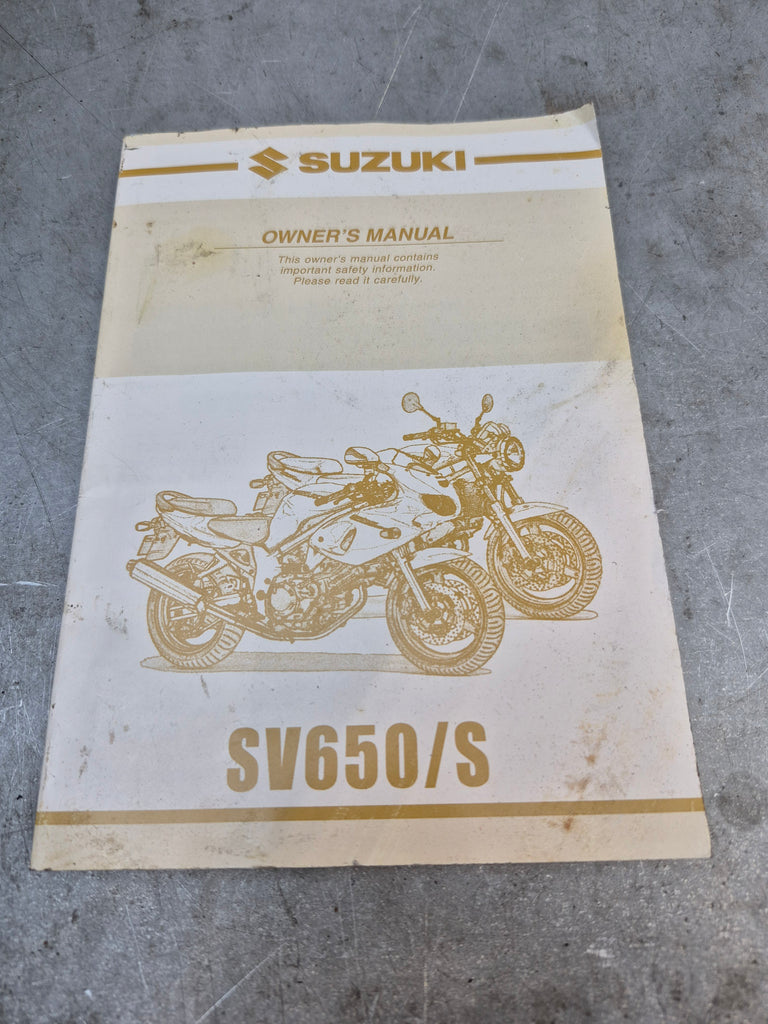 SUZUKI
OWNER'S MANUAL
This owner's manual contains
important safety information.
Please read it carefully.
SV650/S